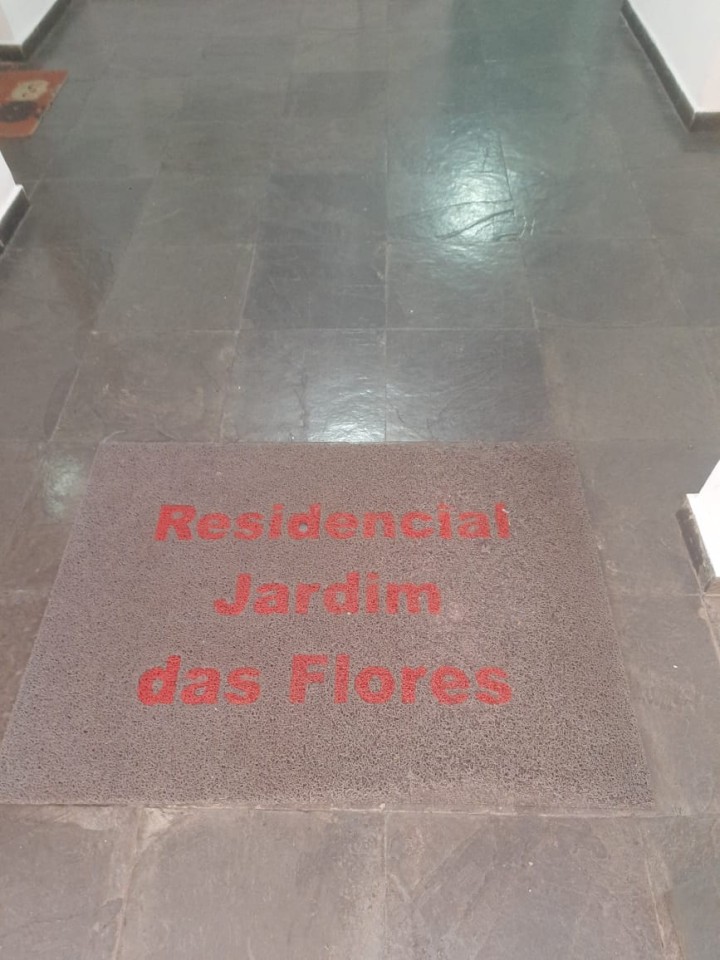 Residencial
Jardim
das Flores